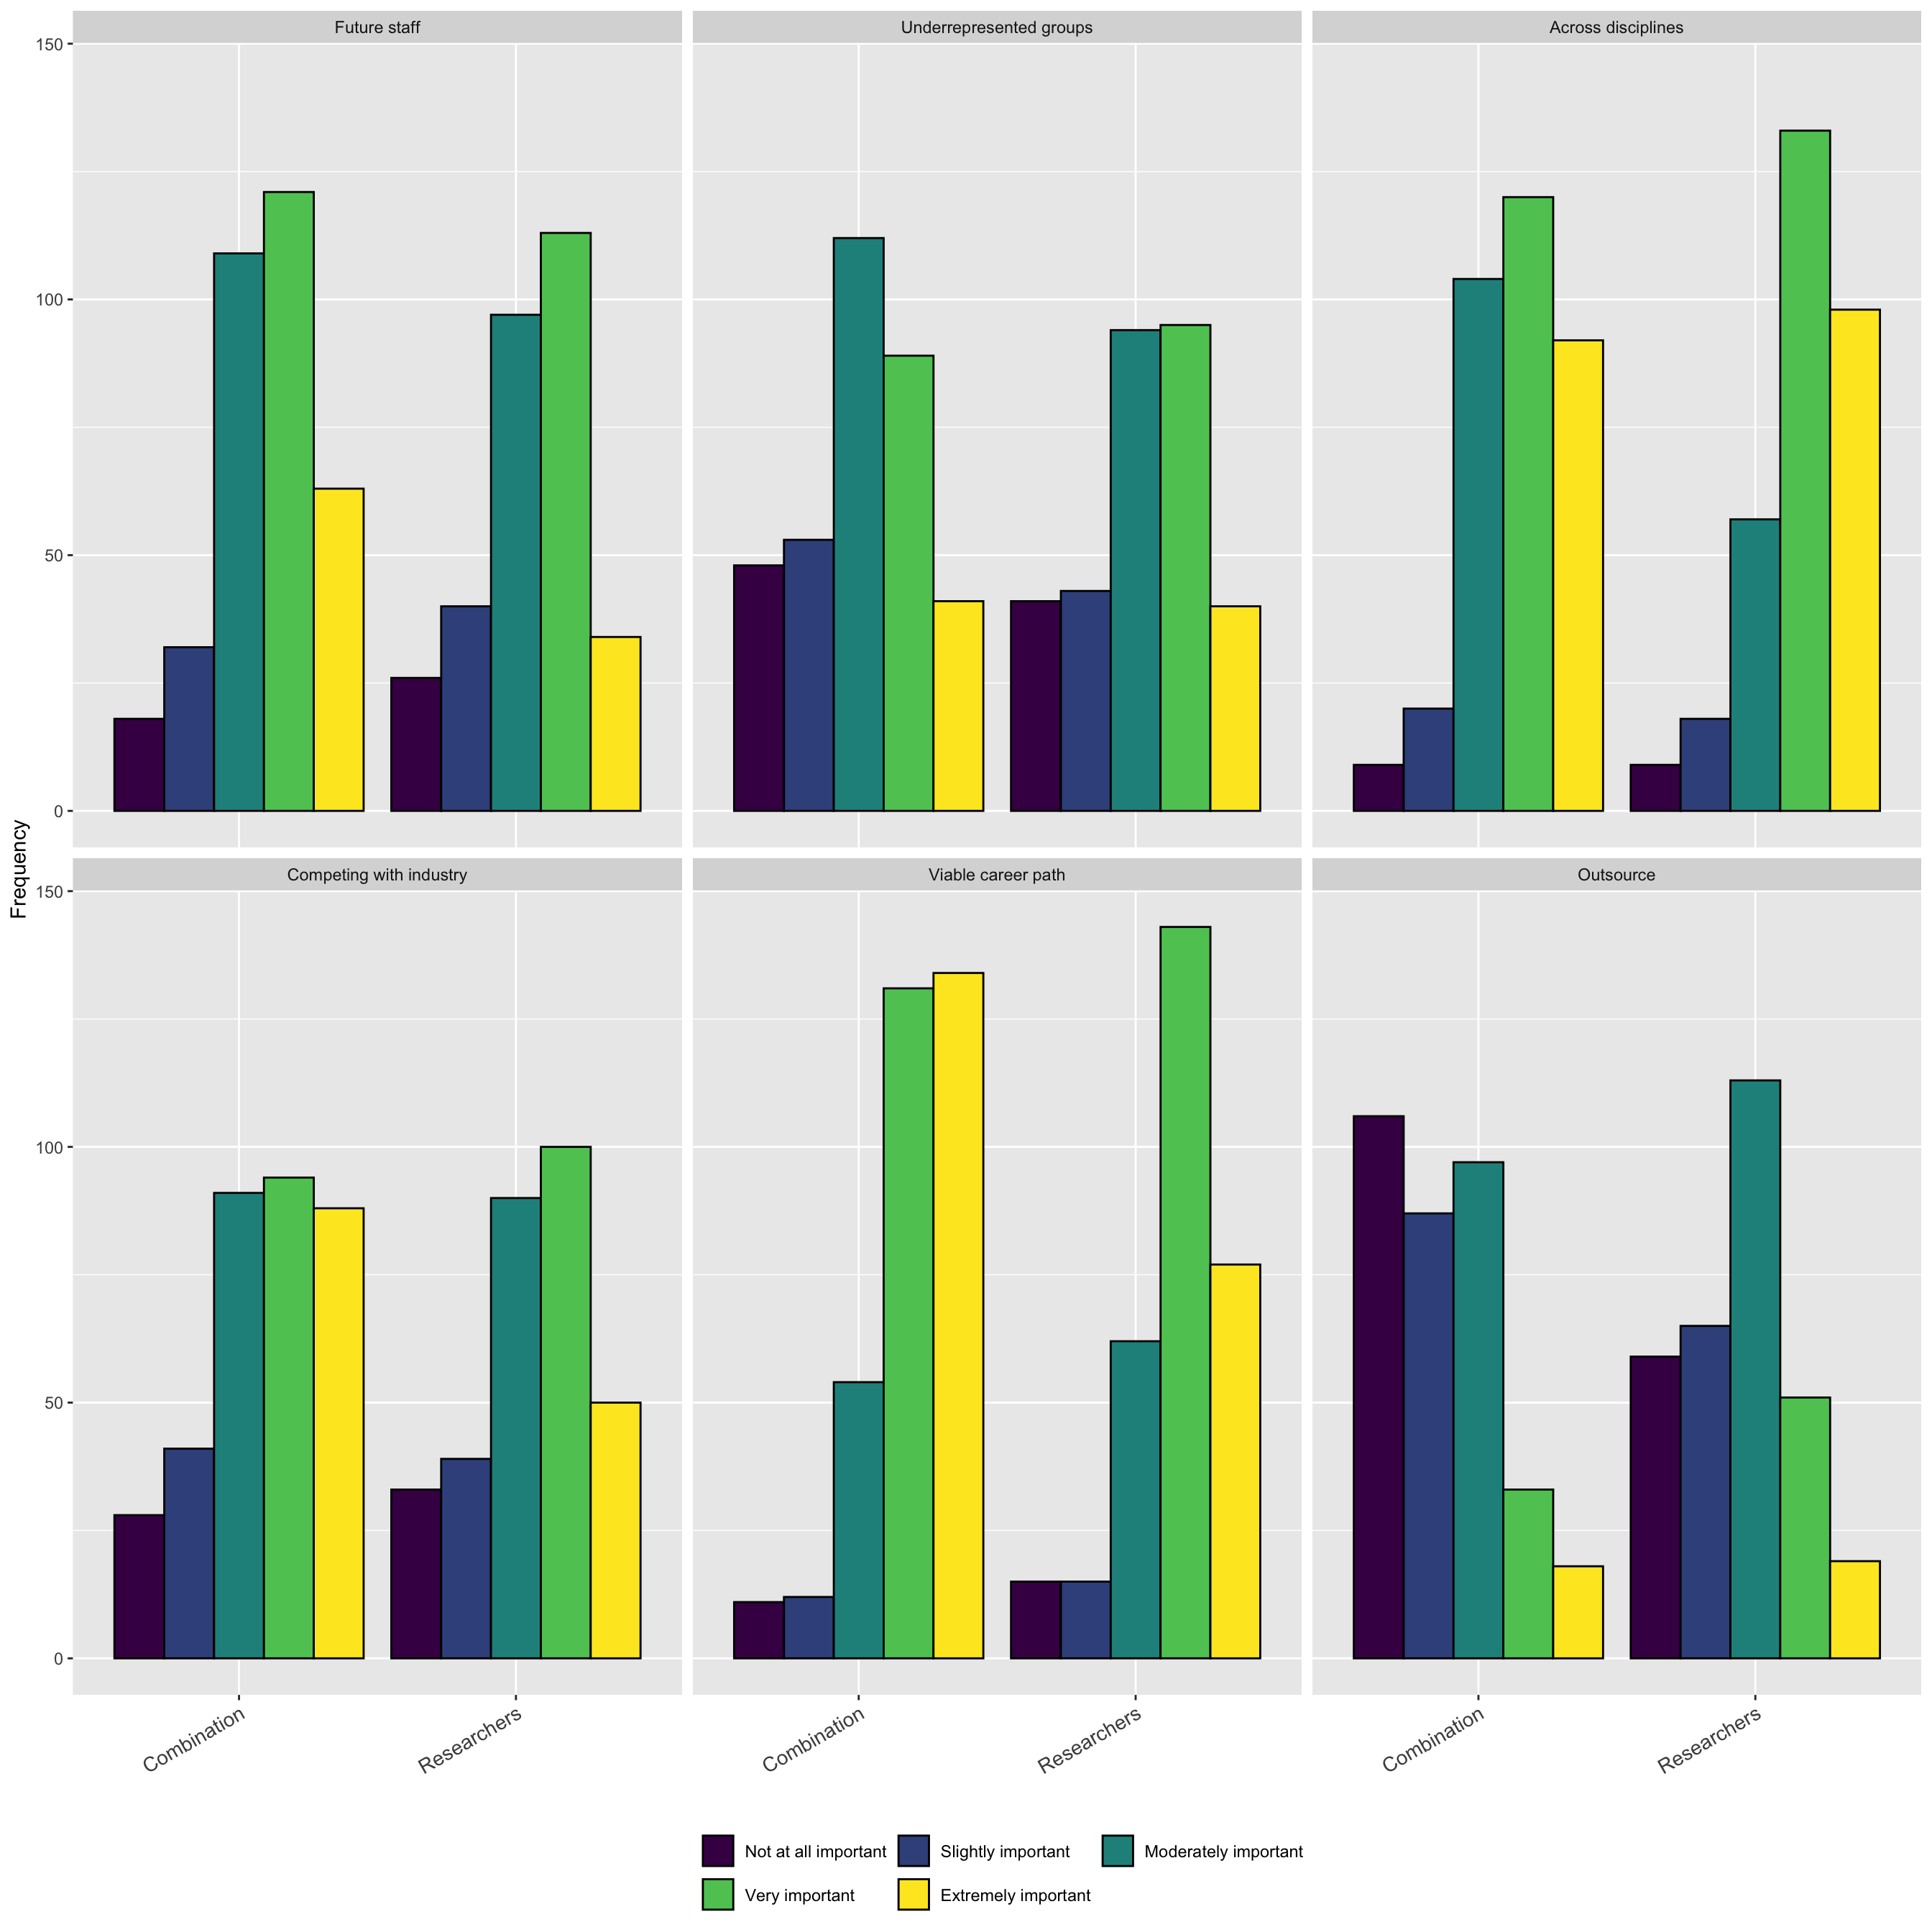 Future staff
Underrepresented groups
Across disciplines
150
100
50
0
Frequency
Competing with industry
Viable career path
Outsource
150
100
50
0
Combination
Researchers
Combination
Researchers
Combination
Researchers
Not at all important
Slightly important
Moderately important
Very important
Extremely important